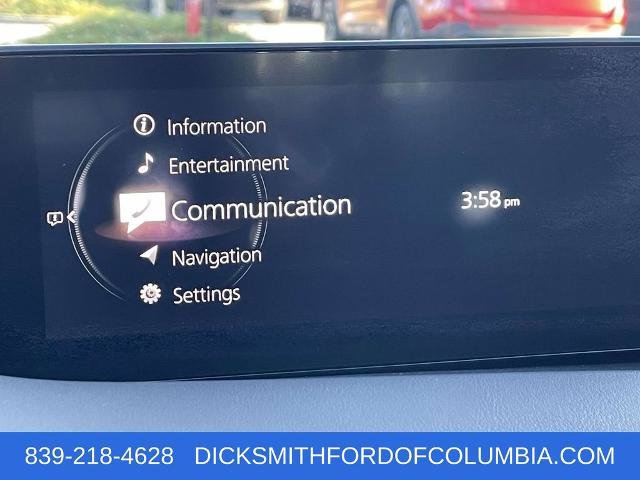 Information
Entertainment
Communication
3:58 pm
Navigation
Settings
839-218-4628 DICKSMITHFORDOFCOLUMBIA.COM